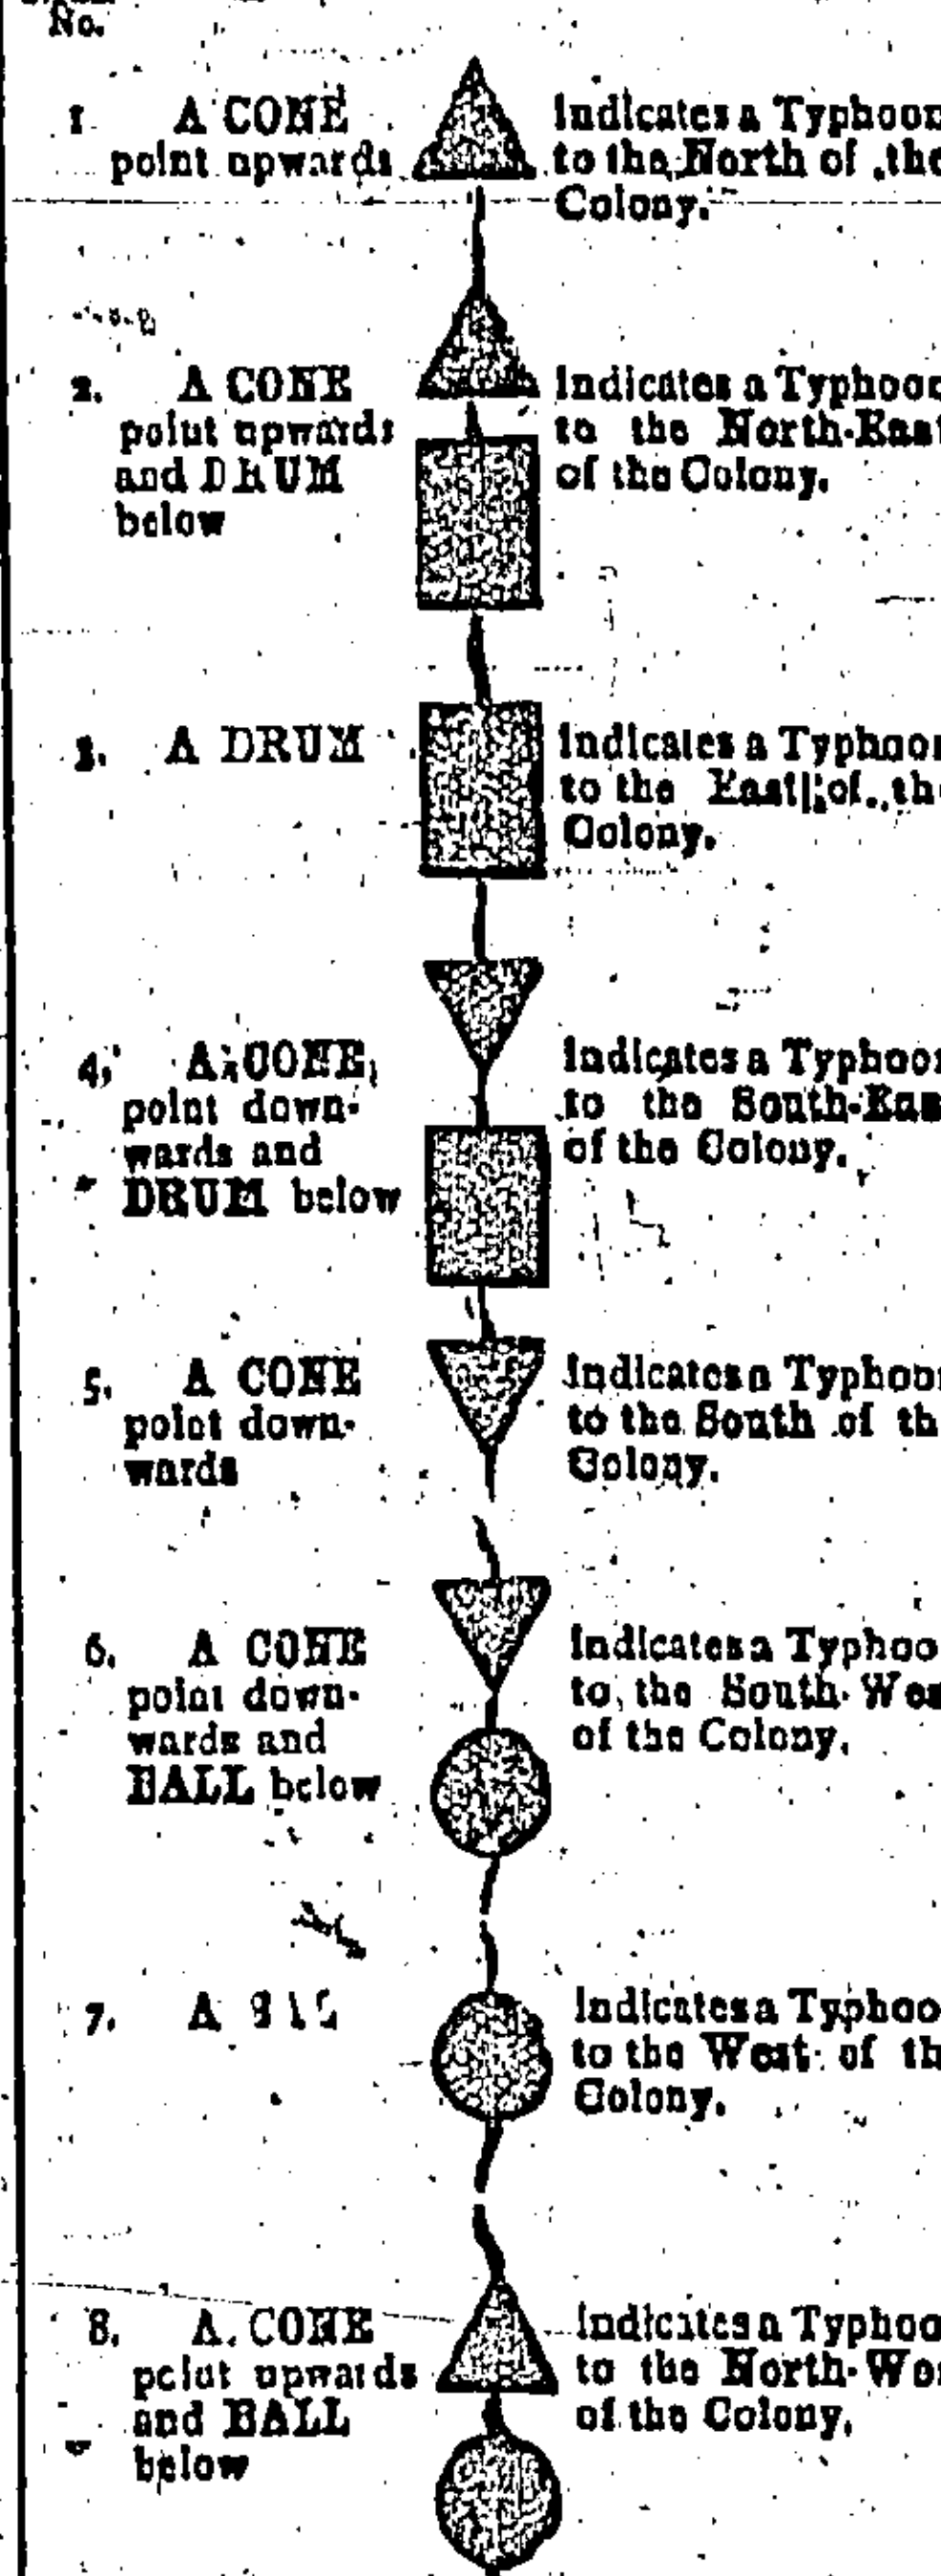 No.
1. A CONE
point upwards
Indicates a Typhoon
to the North of the
Colony.
2. A CONE
point upwards
and DRUM
below
Indicates a Typhoon
to the North-East
of the Colony.
3. A DRUM
Indicates a Typhoon
to the East of the
Colony.
4. A CONE,
point down-
wards and
DRUM below
Indicates a Typhoon
to the South-Eas
of the Colony.
5. A CONE
point down-
wards
Indicates a Typhoon
to the South of th
Colony.
6. A CONE
point down-
wards and
BALL below
Indicates a Typhoo
to the South-Wes
of the Colony.
7. A
Indicates a Typhoo
to the West of th
Colony.
8. A CONE
point upwards
and BALL
below
Indicates a Typhoo
to the North-Wes
of the Colony.